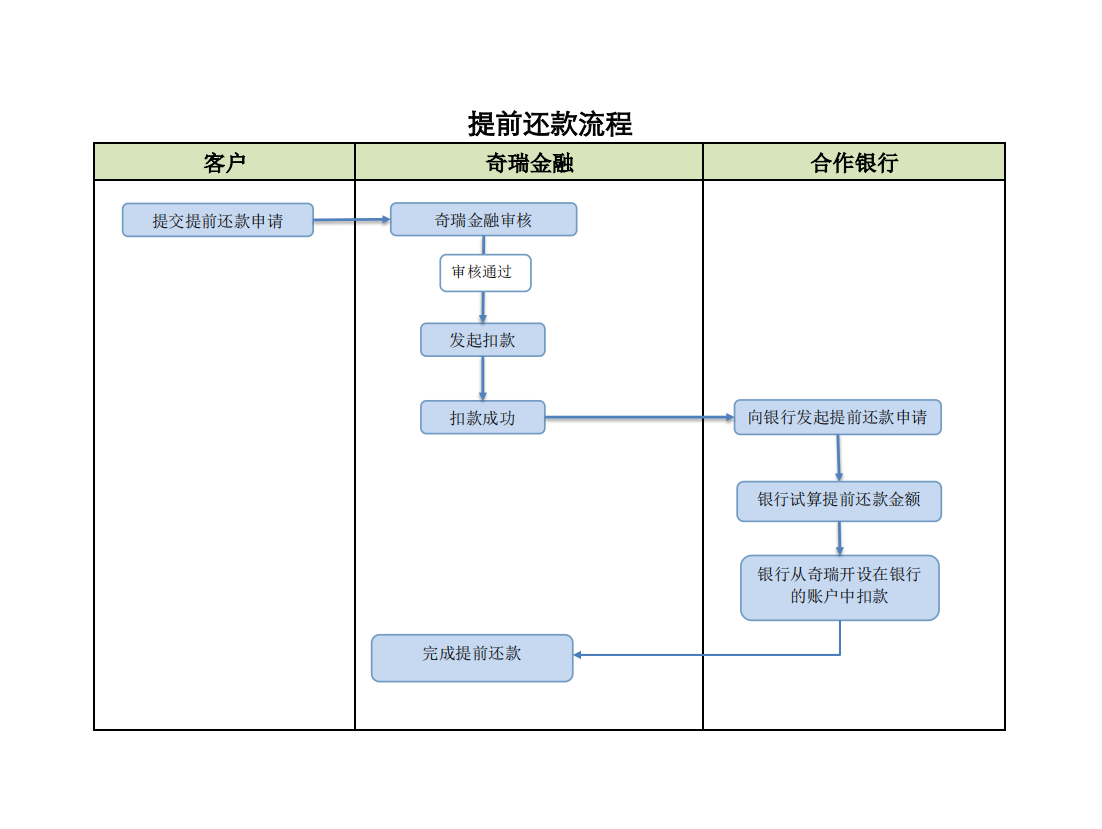 提前还款流程
客户
奇瑞金融
合作银行
提交提前还款申请
奇瑞金融审核
审核通过
发起扣款
扣款成功
向银行发起提前还款申请
银行试算提前还款金额
银行从奇瑞开设在银行
的账户中扣款
完成提前还款